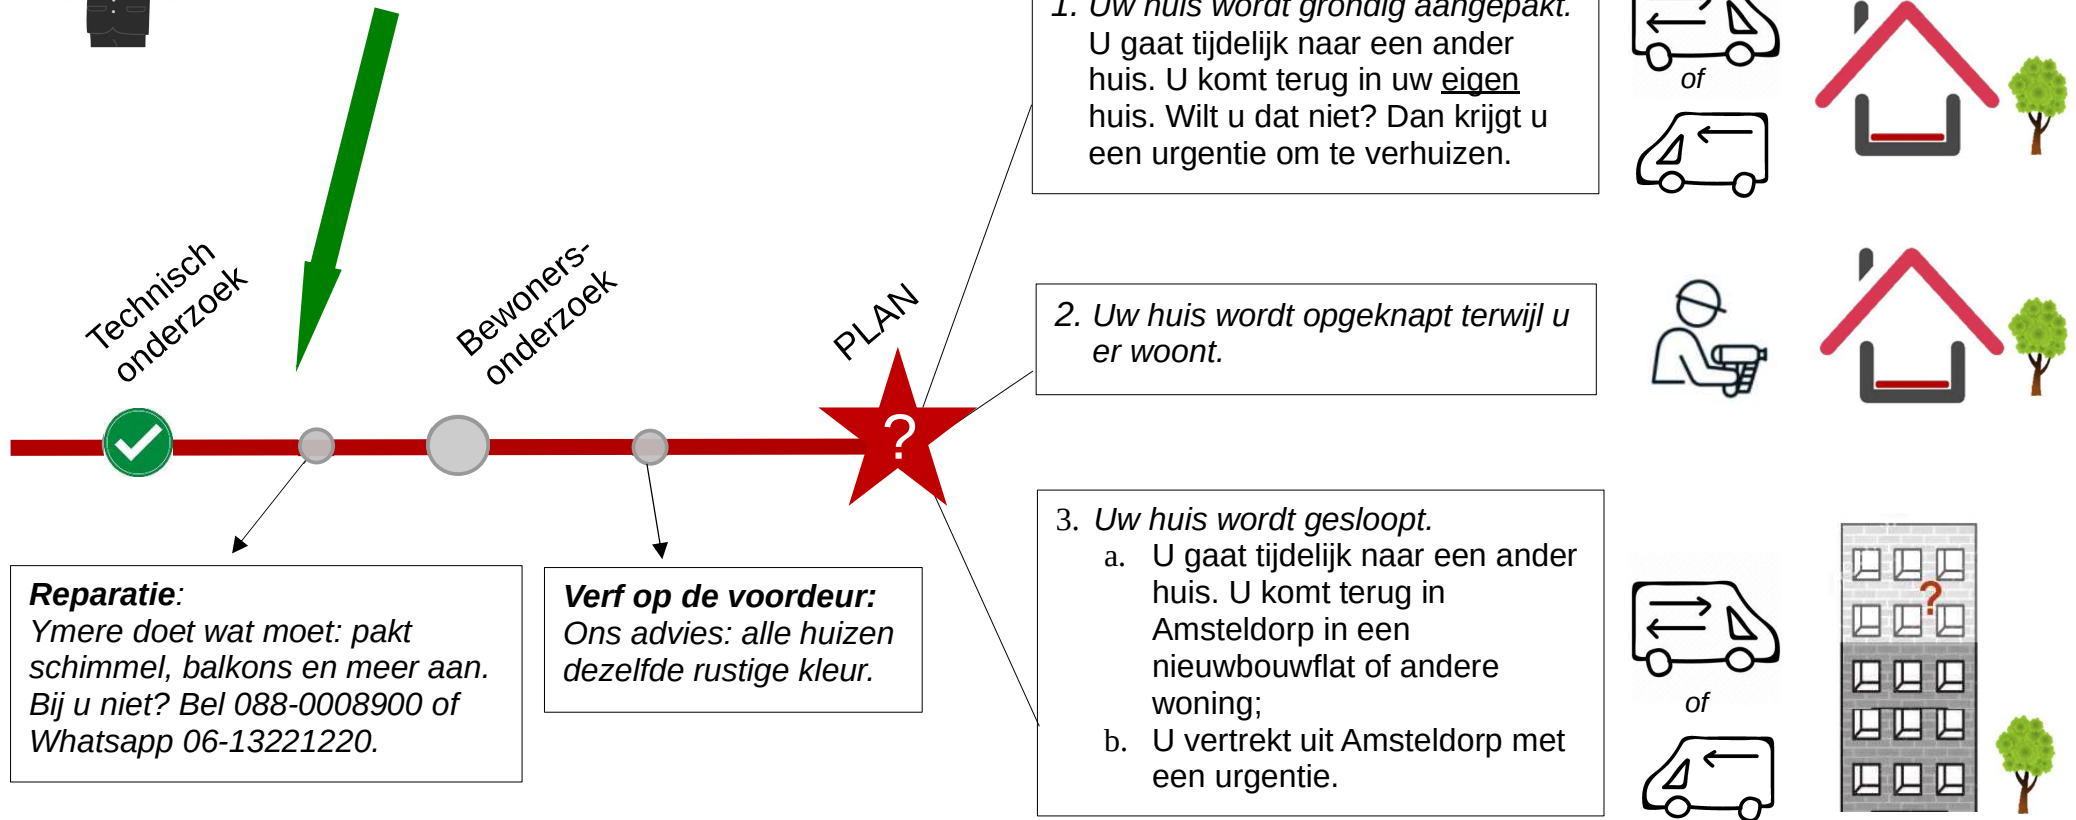 1. Uw huis wordt grondig aangepakt.
U gaat tijdelijk naar een ander
huis. U komt terug in uw eigen
huis. Wilt u dat niet? Dan krijgt u
een urgentie om te verhuizen.
of
Technisch
onderzoek
Bewoners-
onderzoek
PLAN
?
2. Uw huis wordt opgeknapt terwijl u
er woont.
Reparatie:
Ymere doet wat moet: pakt
schimmel, balkons en meer aan.
Bij u niet? Bel 088-0008900 of
Whatsapp 06-13221220.
Verf op de voordeur:
Ons advies: alle huizen
dezelfde rustige kleur.
3. Uw huis wordt gesloopt.
a. U gaat tijdelijk naar een ander
huis. U komt terug in
Amsteldorp in een
nieuwbouwflat of andere
woning;
b. U vertrekt uit Amsteldorp met
een urgentie.
of
?